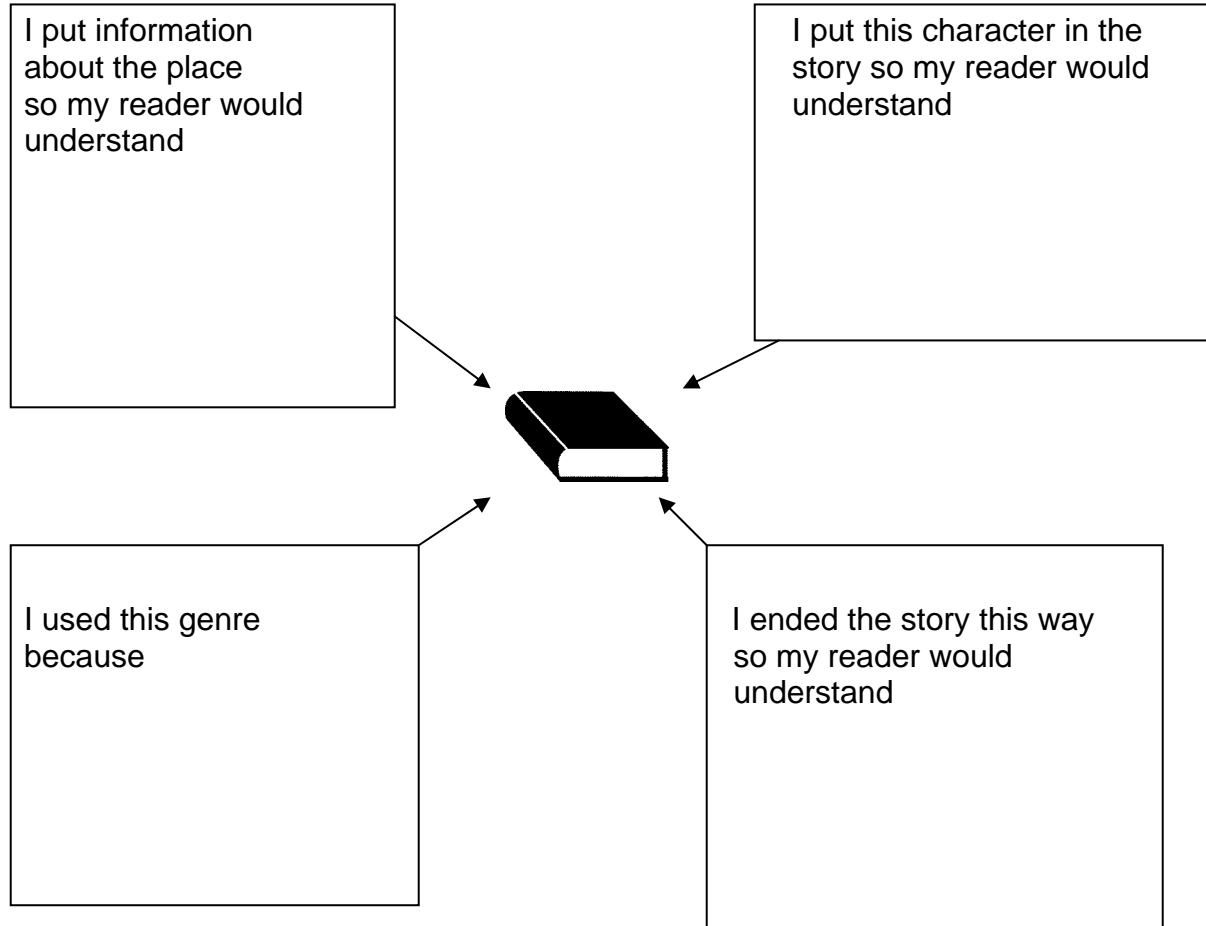 I put information
about the place
so my reader would
understand
I put this character in the
story so my reader would
understand
I used this genre
because
I ended the story this way
so my reader would
understand